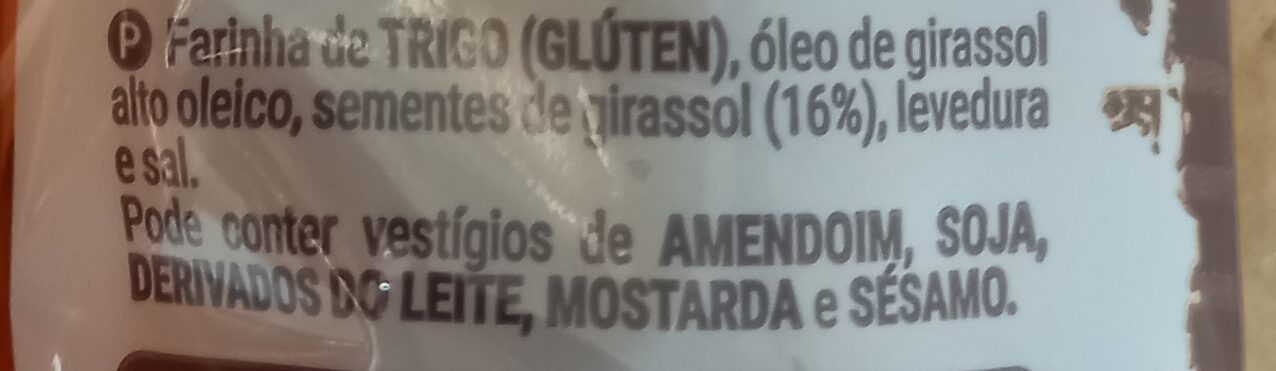 P Farinha de TRIGO (GLÚTEN), óleo de girassol
alto oleico, sementes de girassol (16%), levedura
e sal.
Pode conter vestígios de AMENDOIM, SOJA,
DERIVADOS DO LEITE, MOSTARDA e SÉSAMO.